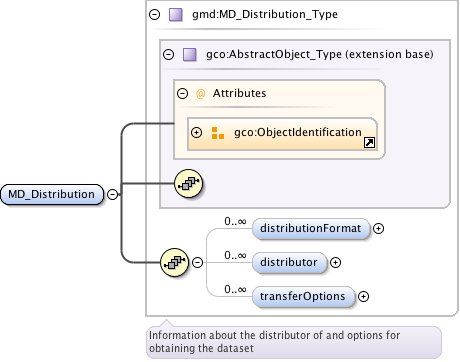 gmd:MD_Distribution_Type
gco:AbstractObject_Type (extension base)
@ Attributes
gco:ObjectIdentification
MD_Distribution
0..∞
distributionFormat
0..∞
distributor
0..∞
transferOptions
Information about the distributor of and options for
obtaining the dataset